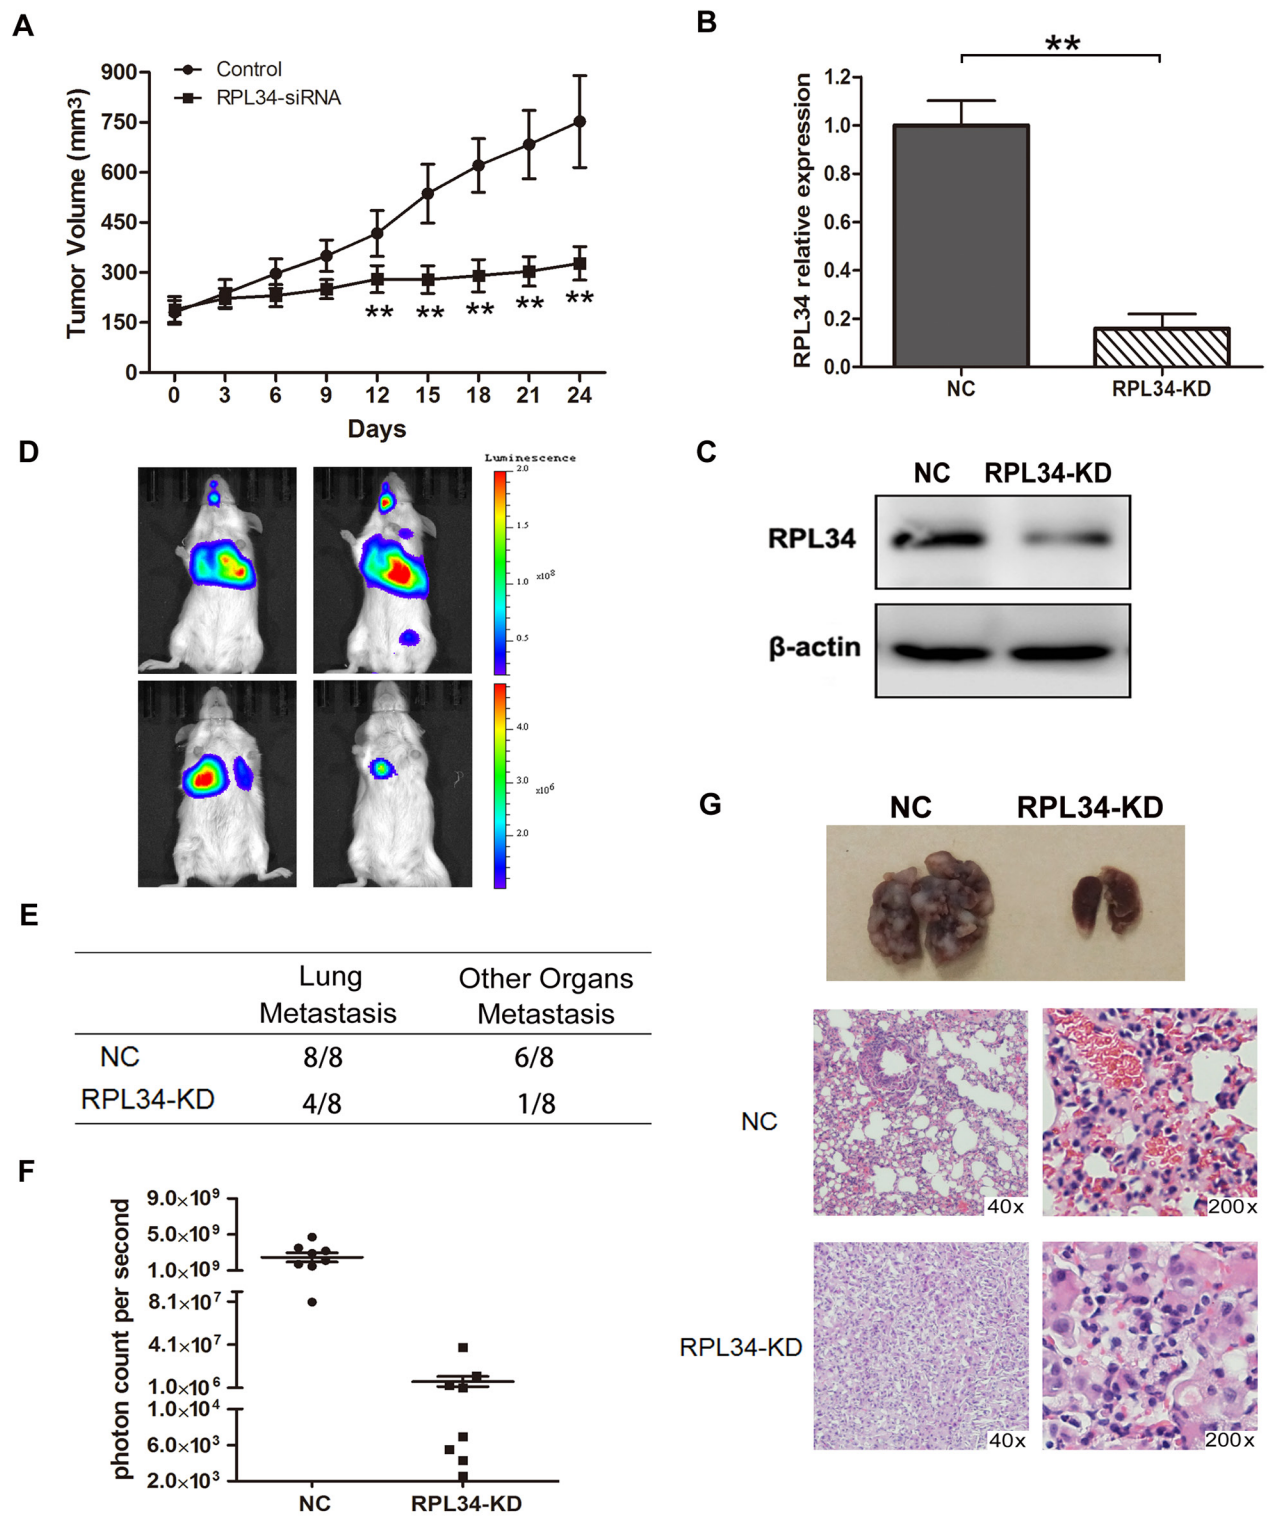 A
Tumor Volume (mm3)
900
750
600
450
300
150
0
Control
RPL34-siRNA
**
**
**
**
**
0 3 6 9 12 15 18 21 24
Days
B
RPL34 relative expression
**
1.2
1.0
0.8
0.6
0.4
0.2
0.0
NC RPL34-KD
C
NC RPL34-KD
RPL34
β-actin
D
Luminescence
2.0
1.5
1.0
x10⁸
0.5
4.0
3.0
x10⁶
2.0
E
Lung
Metastasis
Other Organs
Metastasis
NC 8/8 6/8
RPL34-KD 4/8 1/8
F
photon count per second
9.0×10⁹
5.0×10⁹
1.0×10⁹
8.1×10⁷
4.1×10⁷
1.0×10⁶
1.0×10⁴
6.0×10³
2.0×10³
NC RPL34-KD
G
NC RPL34-KD
NC
40x
200x
RPL34-KD
40x
200x